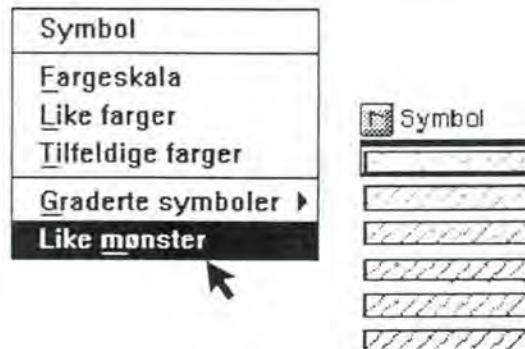 Symbol
Fargeskala
Like farger
Tilfeldige farger
Graderte symboler
Like mønster
Symbol